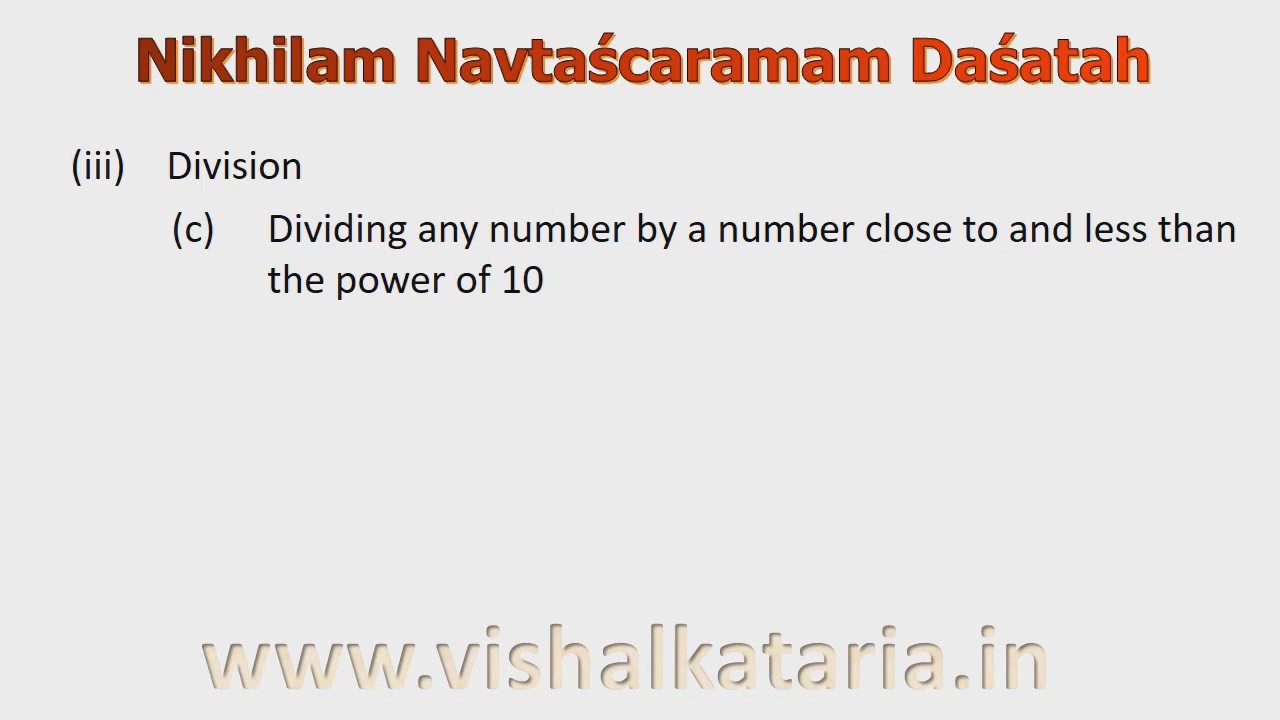 Nikhilam Navtaścaramam Daśatah
(iii) Division
(c) Dividing any number by a number close to and less than
the power of 10
www.vishalkataria.in